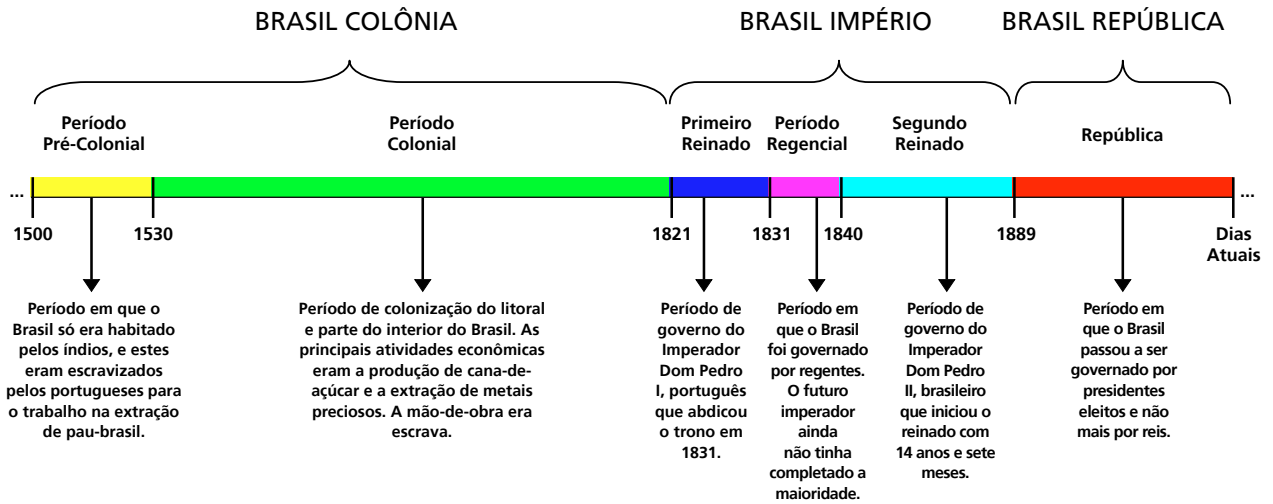 BRASIL COLÔNIA
BRASIL IMPÉRIO
BRASIL REPÚBLICA
Período
Pré-Colonial
Período
Colonial
Primeiro
Reinado
Período
Regencial
Segundo
Reinado
República
...
...
1500
1530
1821
1831
1840
1889
Dias
Atuais
Período em que o
Brasil só era habitado
pelos índios, e estes
eram escravizados
pelos portugueses para
o trabalho na extração
de pau-brasil.
Período de colonização do litoral
e parte do interior do Brasil. As
principais atividades econômicas
eram a produção de cana-de-
açúcar e a extração de metais
preciosos. A mão-de-obra era
escrava.
Período de
governo do
Imperador
Dom Pedro
I, português
que abdicou
o trono em
1831.
Período em
que o Brasil
foi governado
por regentes.
O futuro
imperador
ainda
não tinha
completado a
maioridade.
Período de
governo do
Imperador
Dom Pedro
II, brasileiro
que iniciou o
reinado com
14 anos e sete
meses.
Período em
que o Brasil
passou a ser
governado por
presidentes
eleitos e não
mais por reis.